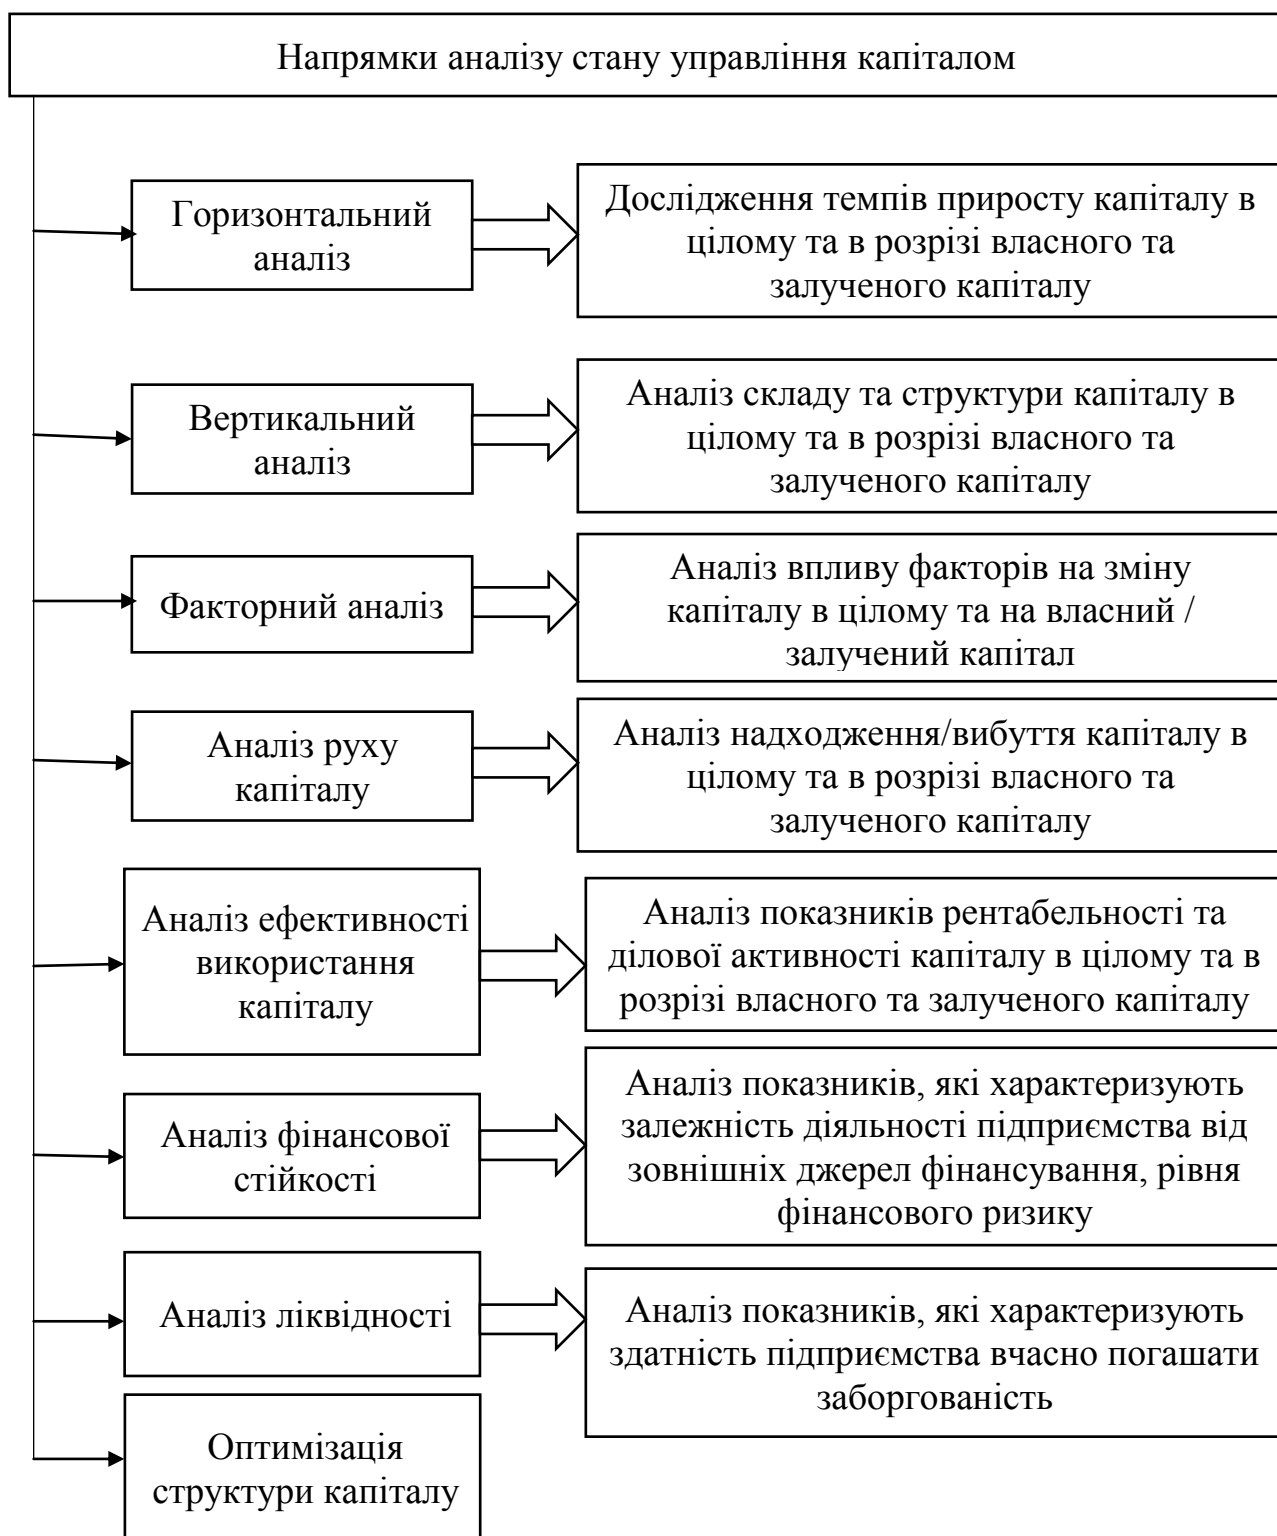 Напрямки аналізу стану управління капіталом
Горизонтальний
аналіз
Дослідження темпів приросту капіталу в
цілому та в розрізі власного та
залученого капіталу
Вертикальний
аналіз
Аналіз складу та структури капіталу в
цілому та в розрізі власного та
залученого капіталу
Факторний аналіз
Аналіз впливу факторів на зміну
капіталу в цілому та на власний /
залучений капітал
Аналіз руху
капіталу
Аналіз надходження/вибуття капіталу в
цілому та в розрізі власного та
залученого капіталу
Аналіз ефективності
використання
капіталу
Аналіз показників рентабельності та
ділової активності капіталу в цілому та в
розрізі власного та залученого капіталу
Аналіз фінансової
стійкості
Аналіз показників, які характеризують
залежність діяльності підприємства від
зовнішніх джерел фінансування, рівня
фінансового ризику
Аналіз ліквідності
Аналіз показників, які характеризують
здатність підприємства вчасно погашати
заборгованість
Оптимізація
структури капіталу